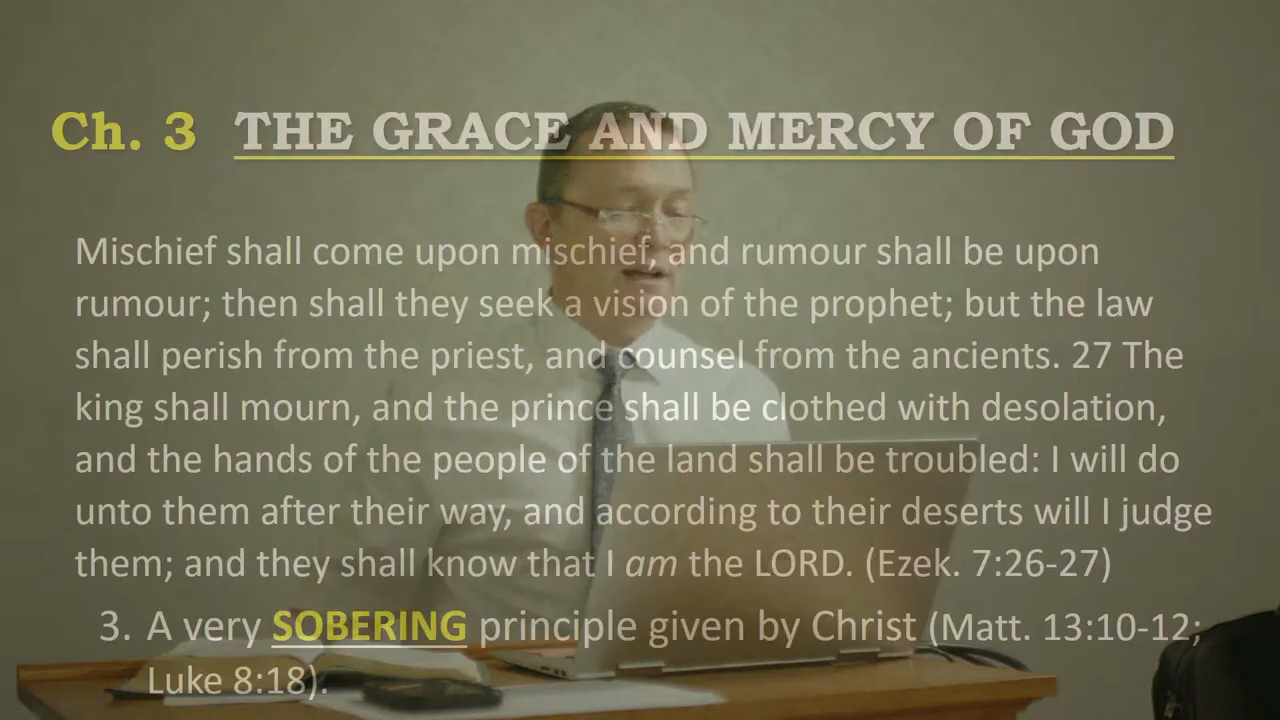 Ch. 3 THE GRACE AND MERCY OF GOD
Mischief shall come upon mischief, and rumour shall be upon
rumour; then shall they seek a vision of the prophet; but the law
shall perish from the priest, and counsel from the ancients. 27 The
king shall mourn, and the prince shall be clothed with desolation,
and the hands of the people of the land shall be troubled: I will do
unto them after their way, and according to their deserts will I judge
them; and they shall know that I am the LORD. (Ezek. 7:26-27)
3. A very SOBERING principle given by Christ (Matt. 13:10-12;
Luke 8:18).